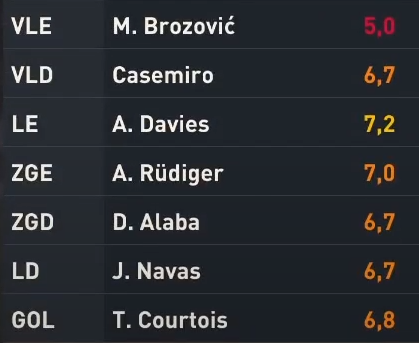 VLE M. Brozović 5,0
VLD Casemiro 6,7
LE A. Davies 7,2
ZGE A. Rüdiger 7,0
ZGD D. Alaba 6,7
LD J. Navas 6,7
GOL T. Courtois 6,8